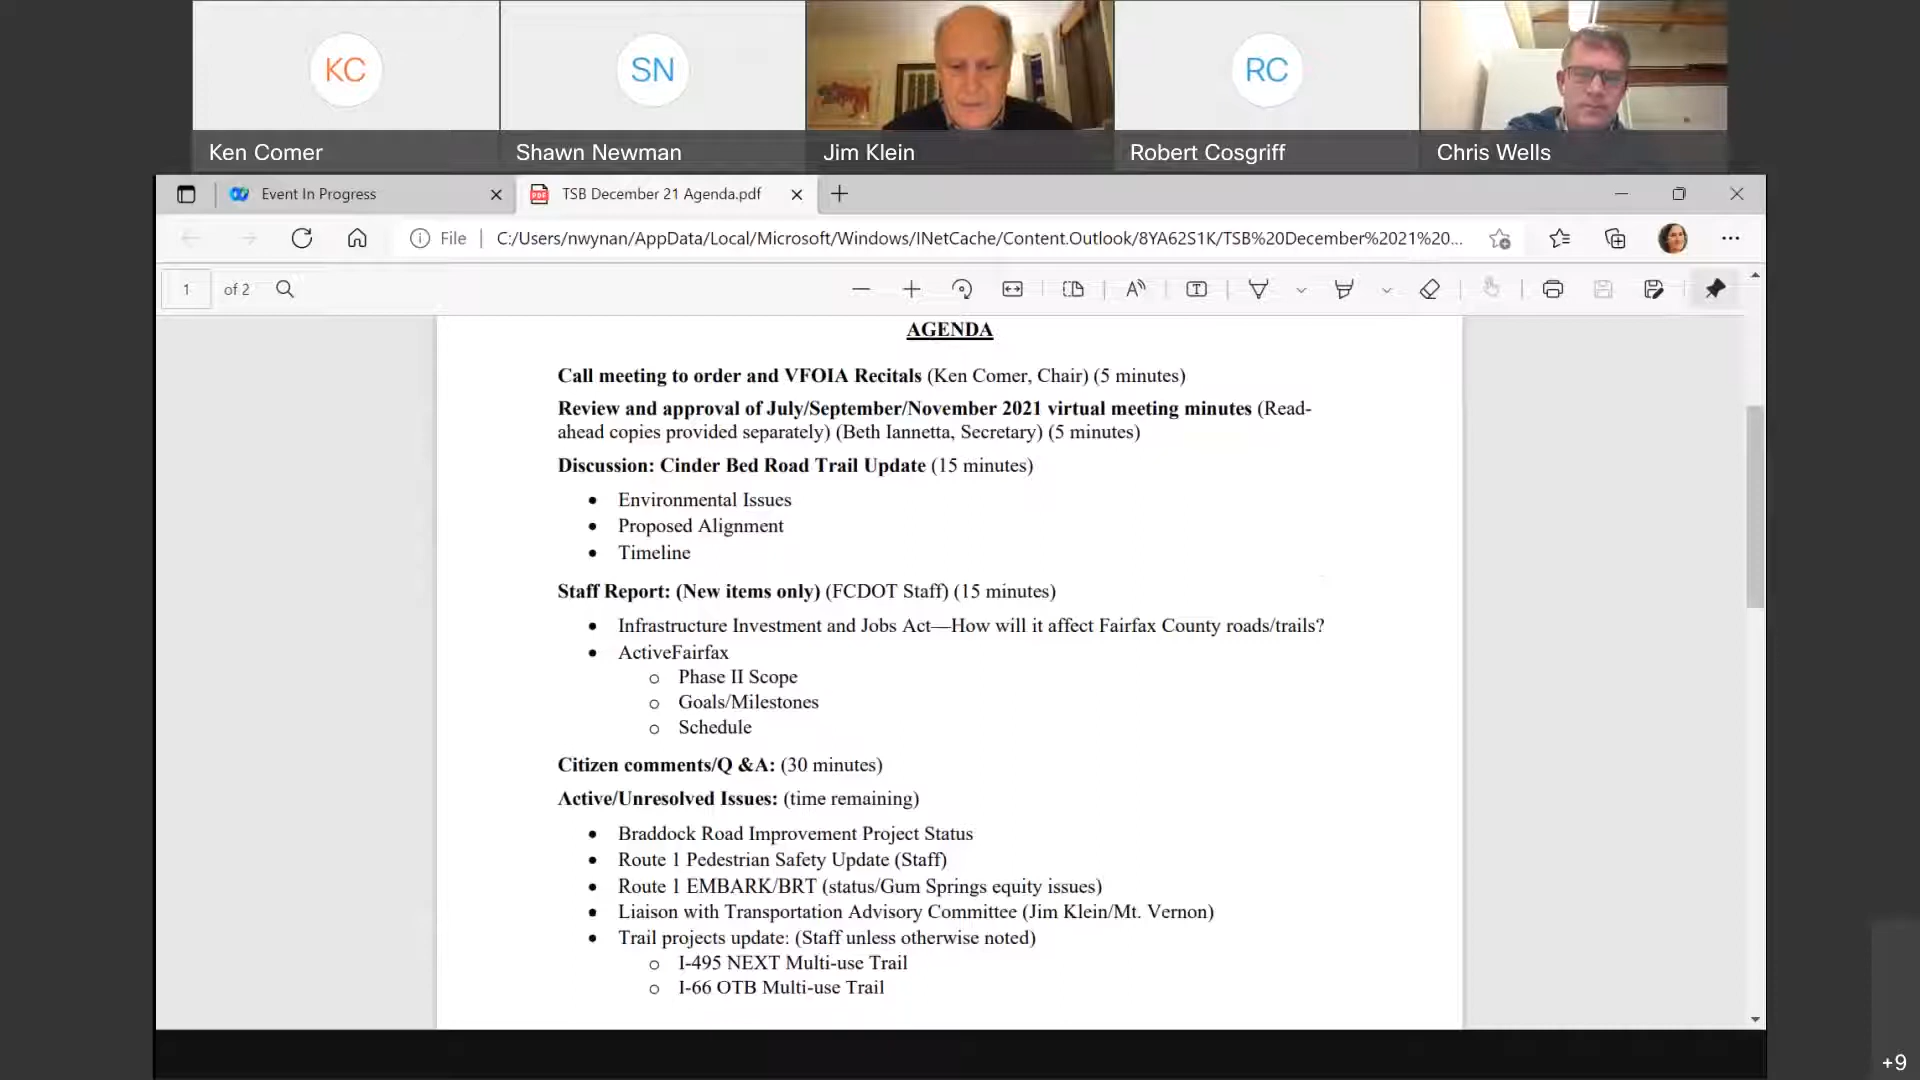 KC
SN
RC
Ken Comer
Shawn Newman
Jim Klein
Robert Cosgriff
Chris Wells
Event In Progress
TSB December 21 Agenda.pdf
File
C:/Users/nwynan/AppData/Local/Microsoft/Windows/INetCache/Content.Outlook/8YA62S1K/TSB%20December%2021%20...
1 of 2
AGENDA
Call meeting to order and VFOIA Recitals (Ken Comer, Chair) (5 minutes)
Review and approval of July/September/November 2021 virtual meeting minutes (Read-
ahead copies provided separately) (Beth Iannetta, Secretary) (5 minutes)
Discussion: Cinder Bed Road Trail Update (15 minutes)
• Environmental Issues
• Proposed Alignment
• Timeline
Staff Report: (New items only) (FCDOT Staff) (15 minutes)
• Infrastructure Investment and Jobs Act—How will it affect Fairfax County roads/trails?
• ActiveFairfax
o Phase II Scope
o Goals/Milestones
o Schedule
Citizen comments/Q &A: (30 minutes)
Active/Unresolved Issues: (time remaining)
• Braddock Road Improvement Project Status
• Route 1 Pedestrian Safety Update (Staff)
• Route 1 EMBARK/BRT (status/Gum Springs equity issues)
• Liaison with Transportation Advisory Committee (Jim Klein/Mt. Vernon)
• Trail projects update: (Staff unless otherwise noted)
o I-495 NEXT Multi-use Trail
o I-66 OTB Multi-use Trail
+9